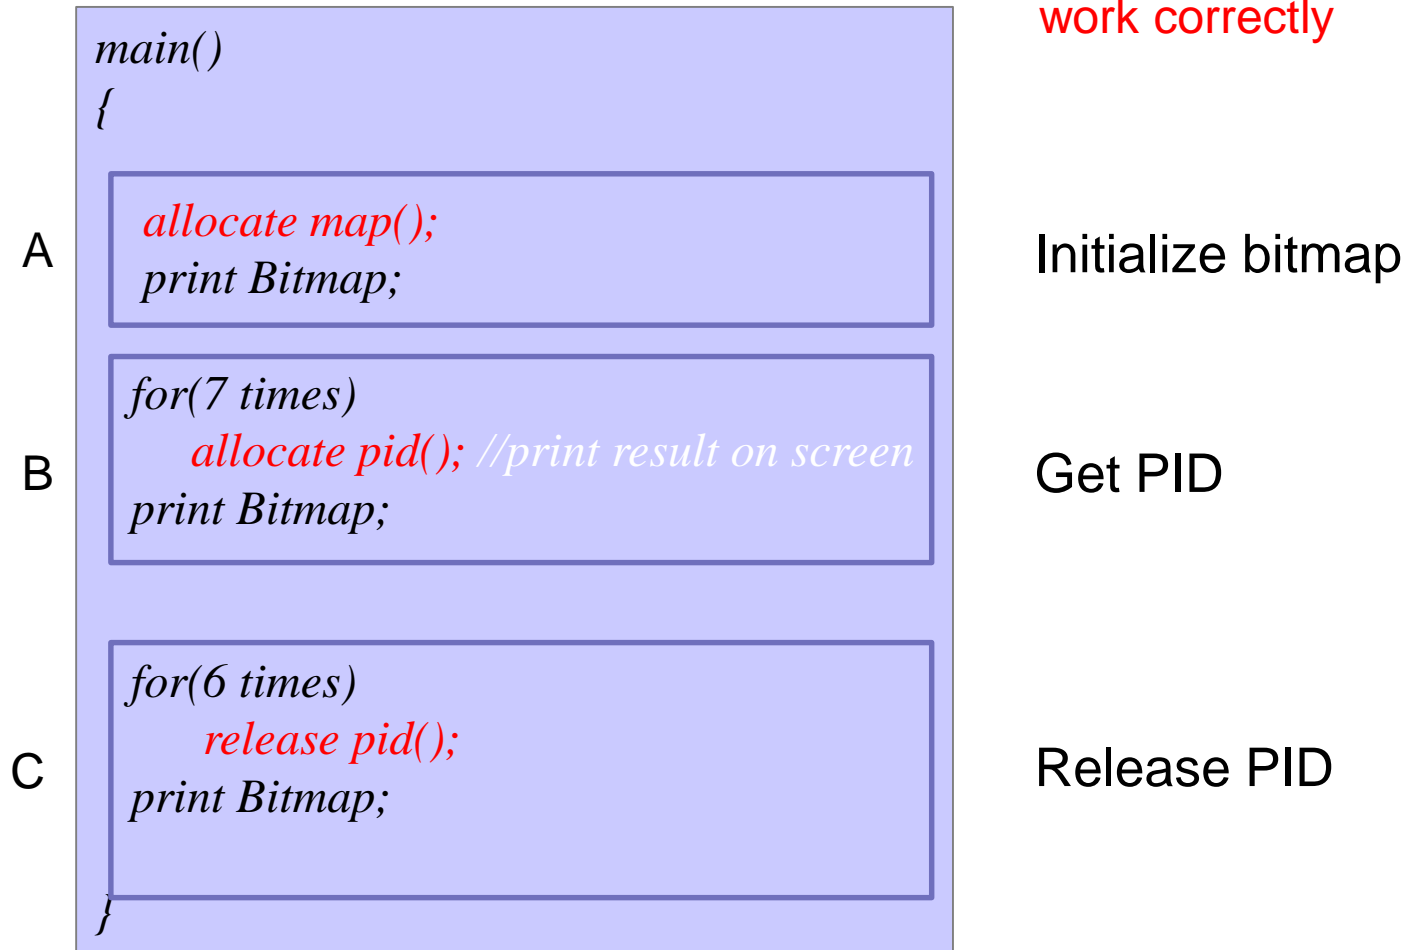 work correctly
main()
{
A
allocate map();
print Bitmap;
Initialize bitmap
B
for(7 times)
allocate pid(); //print result on screen
print Bitmap;
Get PID
C
for(6 times)
release pid();
print Bitmap;
Release PID
}